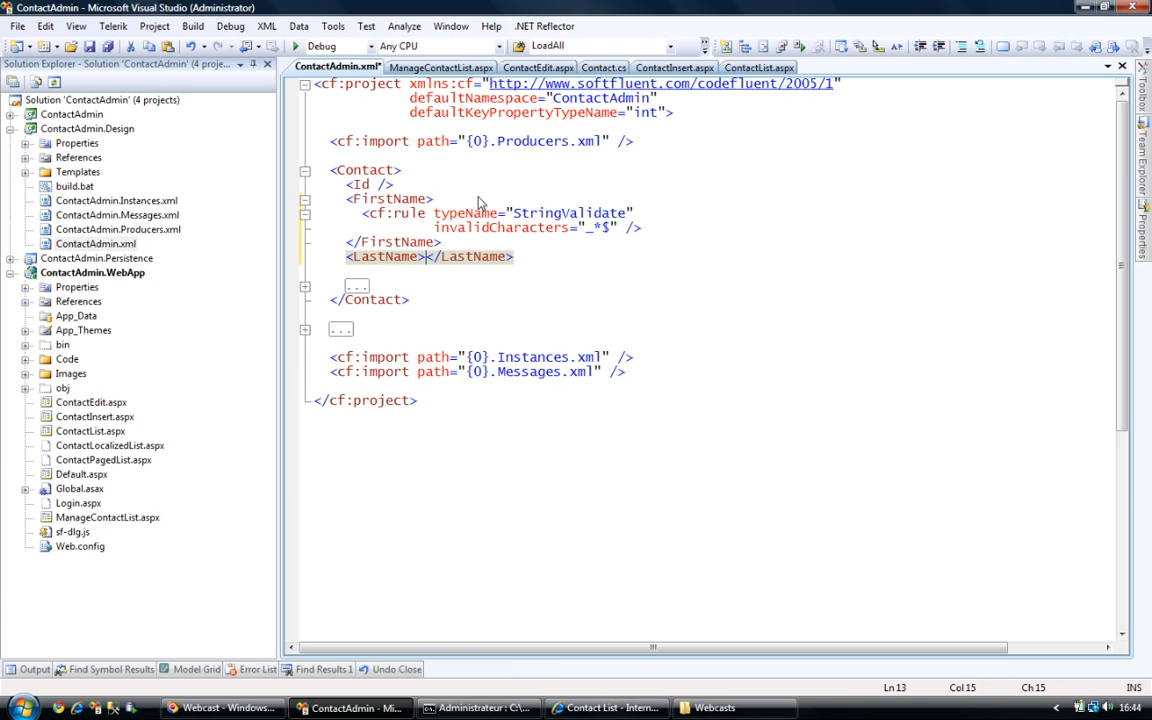 ContactAdmin - Microsoft Visual Studio (Administrator)
File Edit View Telerik Project Build Debug XML Data Tools Test Analyze Window Help .NET Reflector
Debug Any CPU LoadAll
Solution Explorer - Solution 'ContactAdmin' (4 proje...
ContactAdmin.xml* ManageContactList.aspx ContactEdit.aspx Contact.cs ContactInsert.aspx ContactList.aspx
Solution 'ContactAdmin' (4 projects)
ContactAdmin
ContactAdmin.Design
Properties
References
Templates
build.bat
ContactAdmin.Instances.xml
ContactAdmin.Messages.xml
ContactAdmin.Producers.xml
ContactAdmin.xml
ContactAdmin.Persistence
ContactAdmin.WebApp
Properties
References
App_Data
App_Themes
bin
Code
Images
obj
ContactEdit.aspx
ContactInsert.aspx
ContactList.aspx
ContactLocalizedList.aspx
ContactPagedList.aspx
Default.aspx
Global.asax
Login.aspx
ManageContactList.aspx
sf-dlg.js
Web.config
<cf:project xmlns:cf="http://www.softfluent.com/codefluent/2005/1"
defaultNamespace="ContactAdmin"
defaultKeyPropertyTypeName="int">
<cf:import path="{0}.Producers.xml" />
<Contact>
<Id />
<FirstName>
<cf:rule typeName="StringValidate"
invalidCharacters="_*$" />
</FirstName>
<LastName></LastName>
...
</Contact>
...
<cf:import path="{0}.Instances.xml" />
<cf:import path="{0}.Messages.xml" />
</cf:project>
Toolbox
Team Explorer
Properties
Output Find Symbol Results Model Grid Error List Find Results 1 Undo Close
Ln 13 Col 15 Ch 15 INS
Webcast - Windows... ContactAdmin - Mi... Administrateur : C:\... Contact List - Intern... Webcasts 16:44